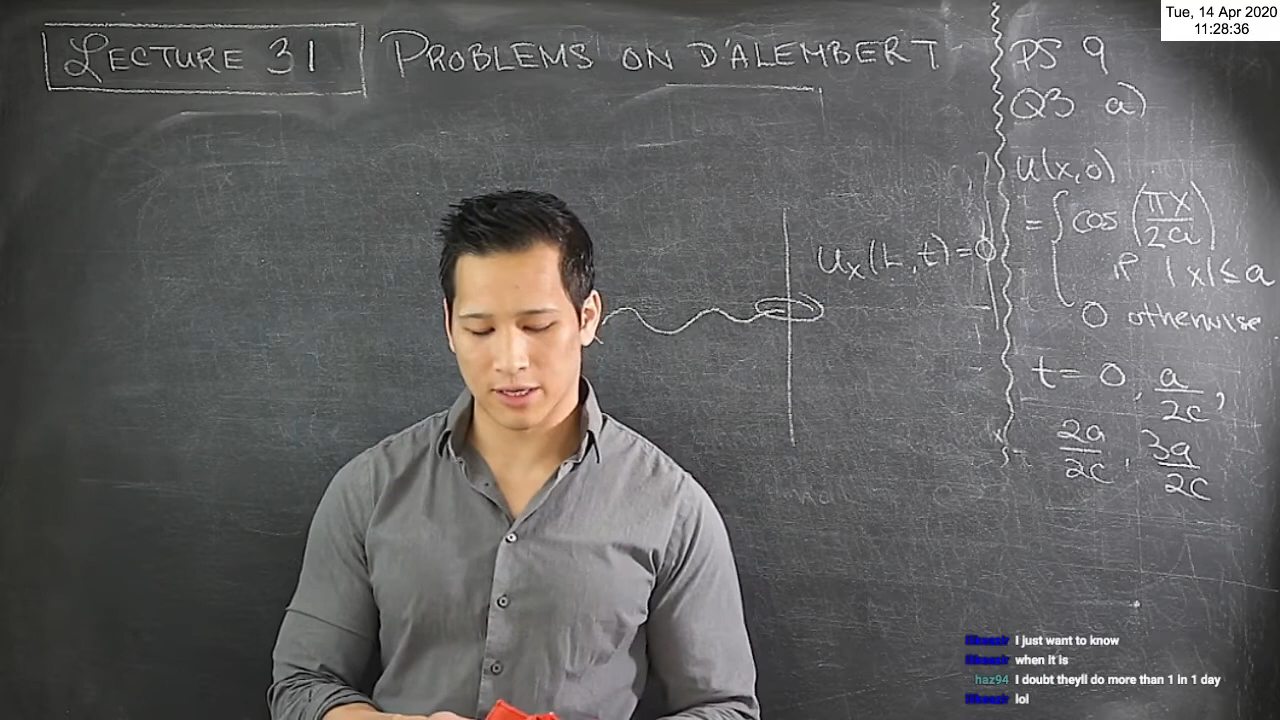 Tue, 14 Apr 2020
11:28:36
LECTURE 31
PROBLEMS ON D'ALEMBERT
PS 9
Q3 a)
u(x,0)
= { cos (πx/2a)
if |x| ≤ a
0 otherwise
t = 0, a/2c,
2a/2c, 3a/2c
u_x(L,t)=0
I just want to know
when it is
haz94 I doubt theyll do more than 1 in 1 day
lol